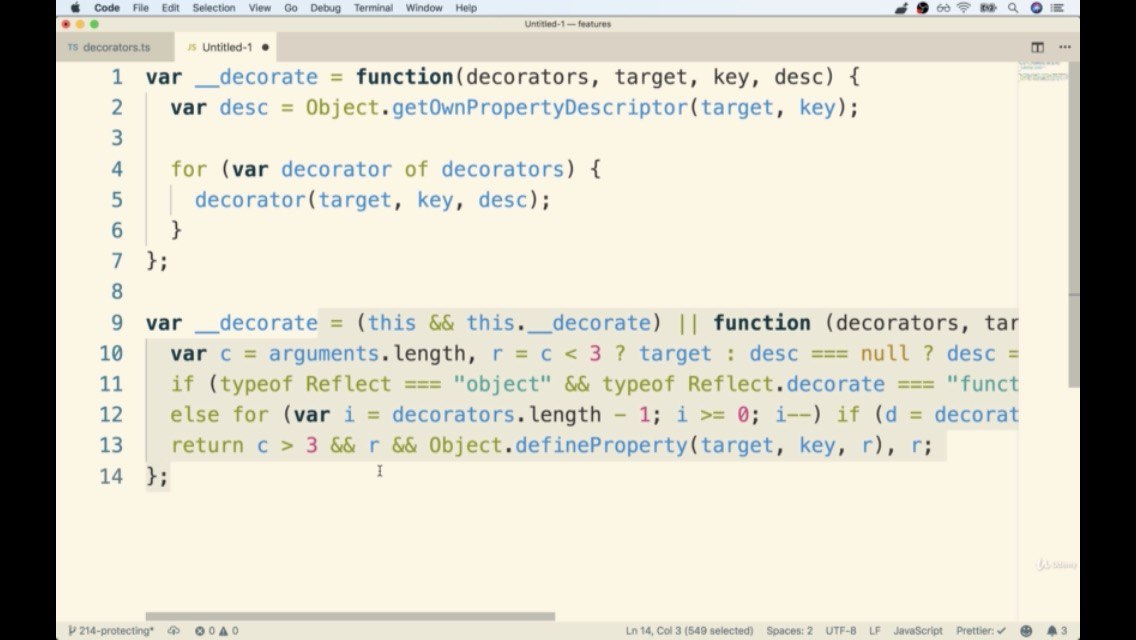 Code File Edit Selection View Go Debug Terminal Window Help
Untitled-1 — features
TS decorators.ts JS Untitled-1 ●
1 var __decorate = function(decorators, target, key, desc) {
2 var desc = Object.getOwnPropertyDescriptor(target, key);
3
4 for (var decorator of decorators) {
5 decorator(target, key, desc);
6 }
7 };
8
9 var __decorate = (this && this.__decorate) || function (decorators, tar
10 var c = arguments.length, r = c < 3 ? target : desc === null ? desc =
11 if (typeof Reflect === "object" && typeof Reflect.decorate === "funct
12 else for (var i = decorators.length - 1; i >= 0; i--) if (d = decorat
13 return c > 3 && r && Object.defineProperty(target, key, r), r;
14 };
Udemy
214-protecting* 0 0 Ln 14, Col 3 (549 selected) Spaces: 2 UTF-8 LF JavaScript Prettier: ✓ 3